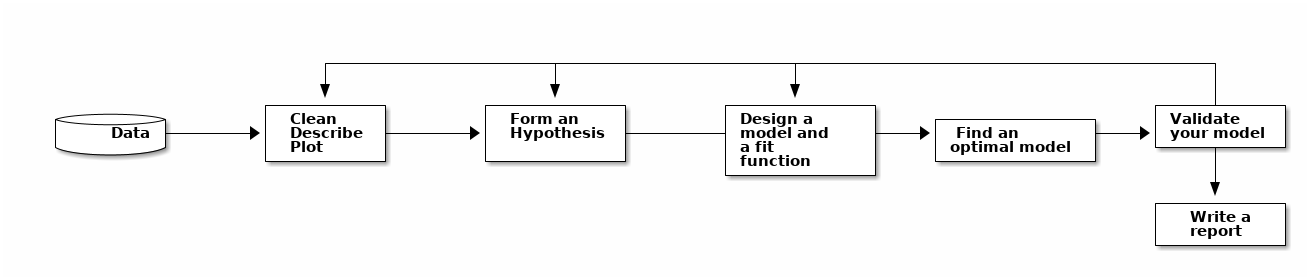 Data
Clean
Describe
Plot
Form an
Hypothesis
Design a
model and
a fit
function
Find an
optimal model
Validate
your model
Write a
report